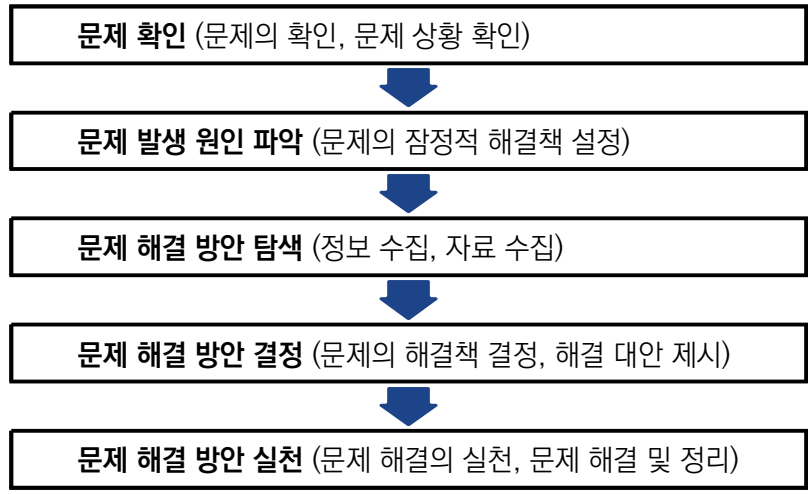 문제 확인 (문제의 확인, 문제 상황 확인)
문제 발생 원인 파악 (문제의 잠정적 해결책 설정)
문제 해결 방안 탐색 (정보 수집, 자료 수집)
문제 해결 방안 결정 (문제의 해결책 결정, 해결 대안 제시)
문제 해결 방안 실천 (문제 해결의 실천, 문제 해결 및 정리)